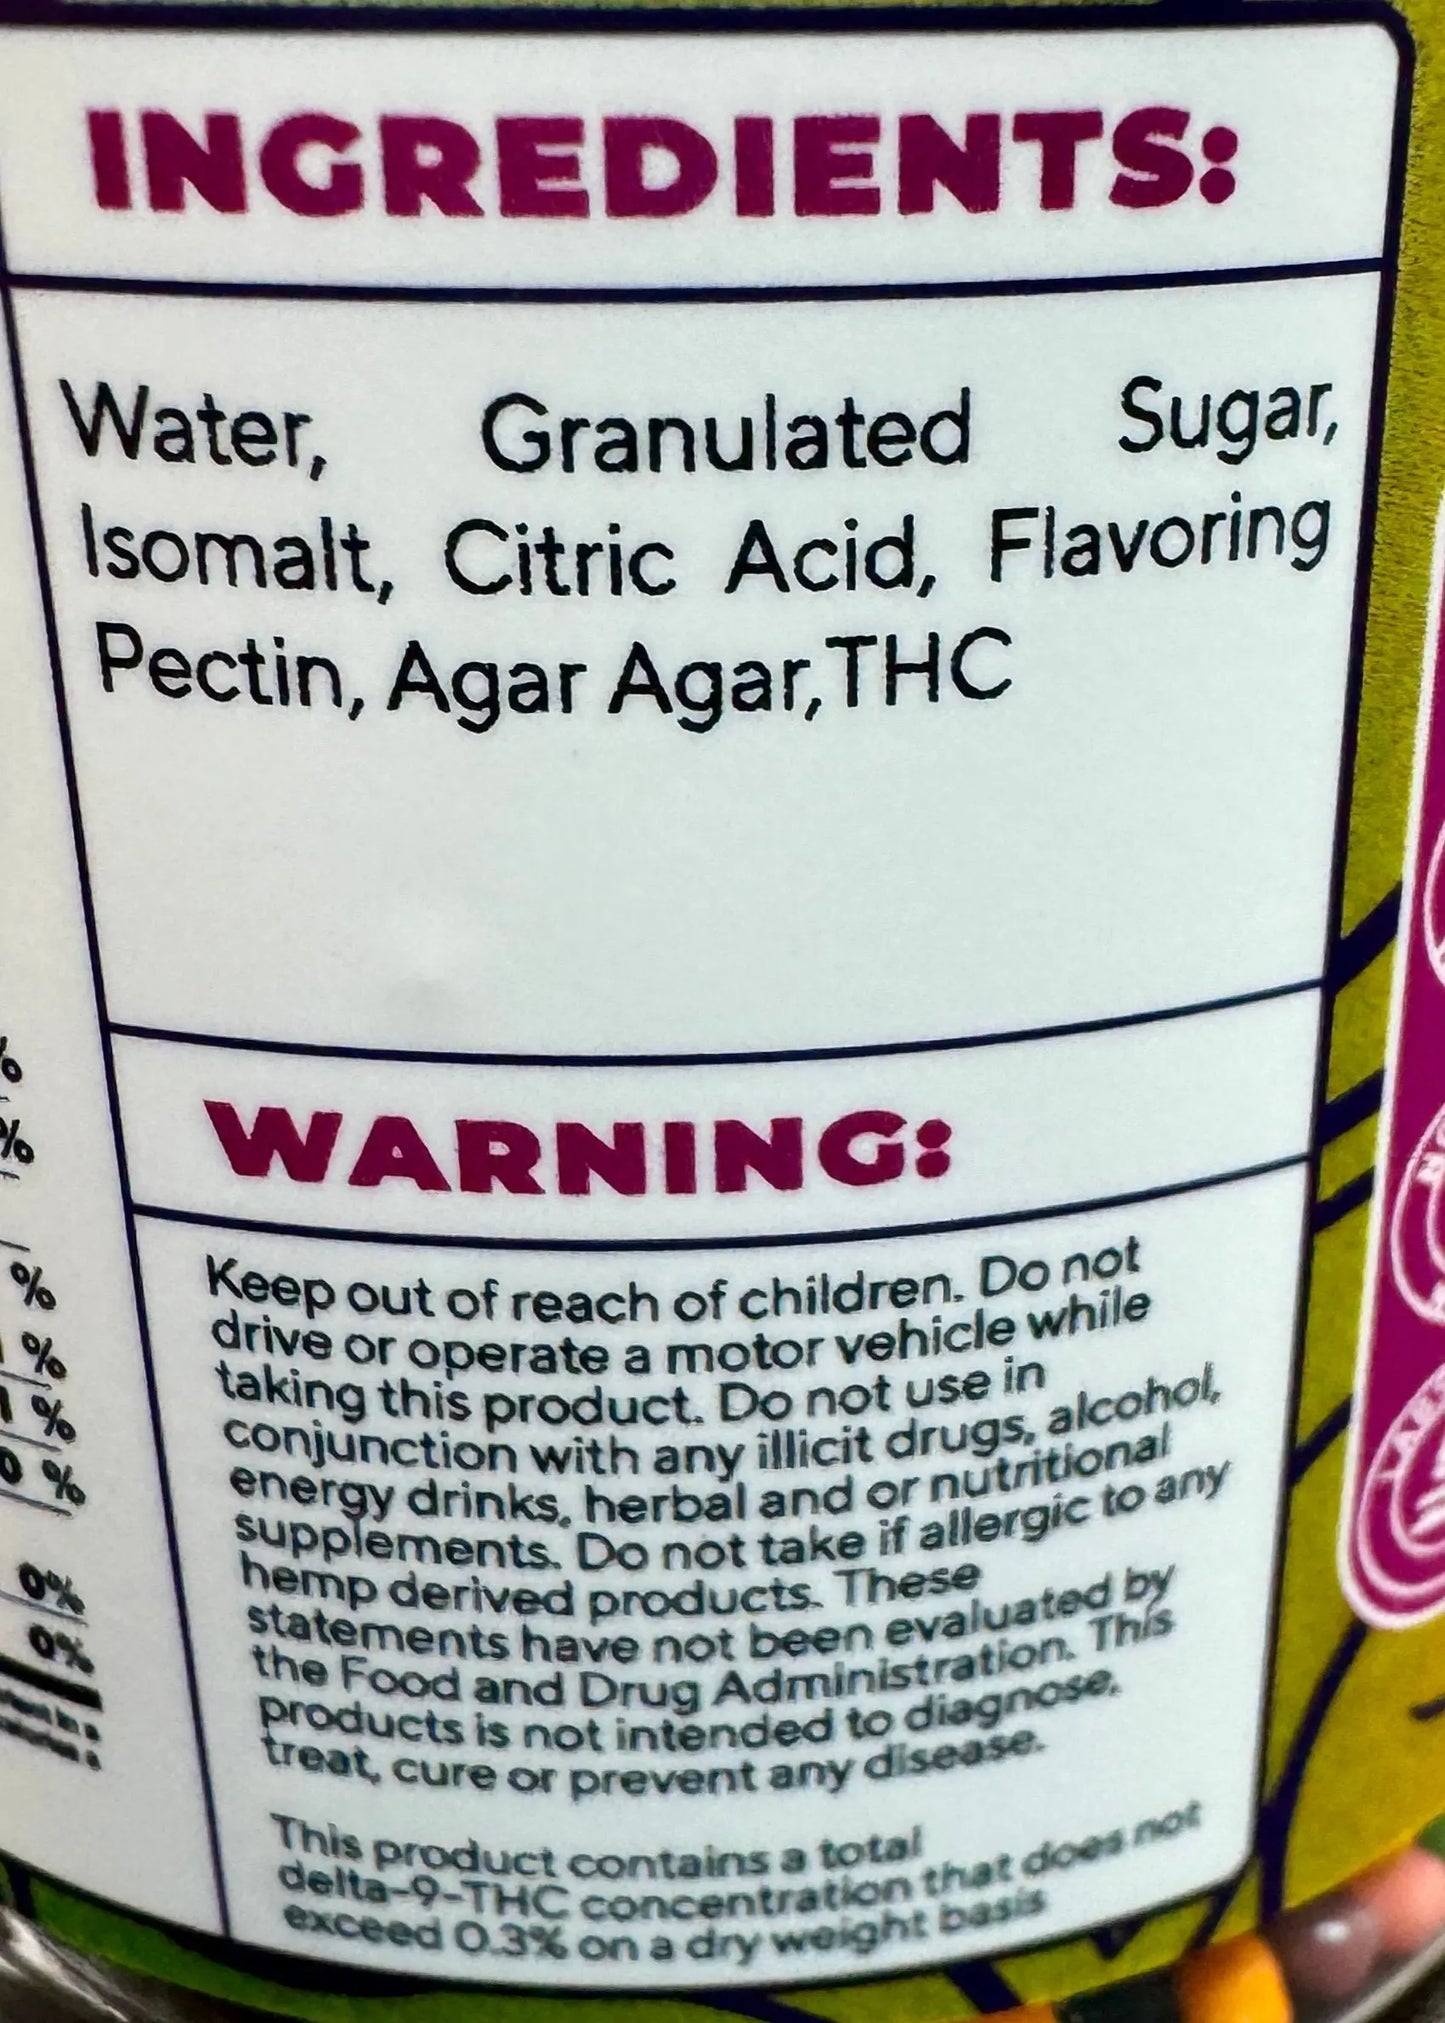 INGREDIENTS:
Water, Granulated Sugar,
Isomalt, Citric Acid, Flavoring
Pectin, Agar Agar,THC
WARNING:
Keep out of reach of children. Do not
drive or operate a motor vehicle while
taking this product. Do not use in
conjunction with any illicit drugs, alcohol,
energy drinks, herbal and or nutritional
supplements. Do not take if allergic to any
hemp derived products. These
statements have not been evaluated by
the Food and Drug Administration. This
products is not intended to diagnose,
treat, cure or prevent any disease.
This product contains a total
delta-9-THC concentration that does not
exceed 0.3% on a dry weight basis
%
%
%
%
%
0%
0%